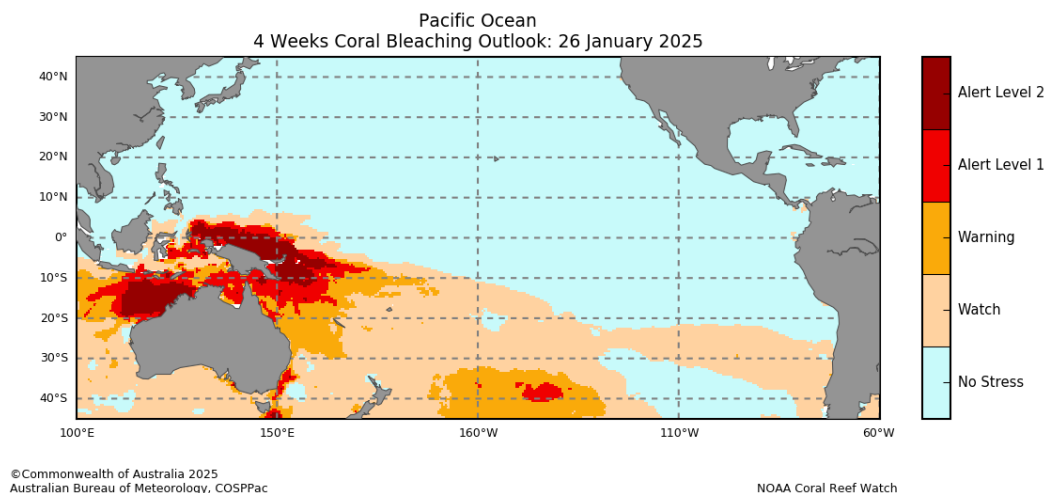 Pacific Ocean
4 Weeks Coral Bleaching Outlook: 26 January 2025
40°N
30°N
20°N
10°N
0°
10°S
20°S
30°S
40°S
100°E
150°E
160°W
110°W
60°W
Alert Level 2
Alert Level 1
Warning
Watch
No Stress
©Commonwealth of Australia 2025
Australian Bureau of Meteorology, COSPPac
NOAA Coral Reef Watch